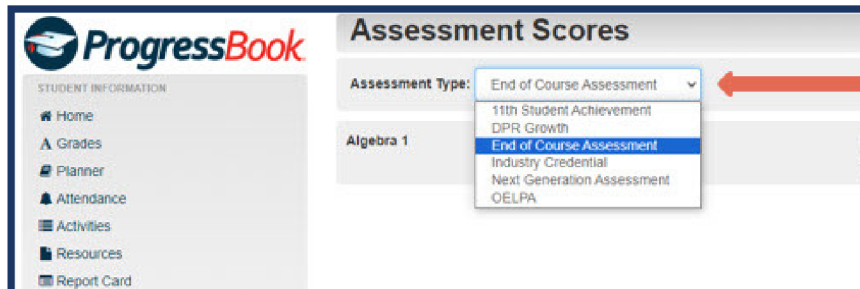 ProgressBook
STUDENT INFORMATION
Home
Grades
Planner
Attendance
Activities
Resources
Report Card
Assessment Scores
Assessment Type: End of Course Assessment
11th Student Achievement
DPR Growth
End of Course Assessment
Industry Credential
Next Generation Assessment
OELPA
Algebra 1